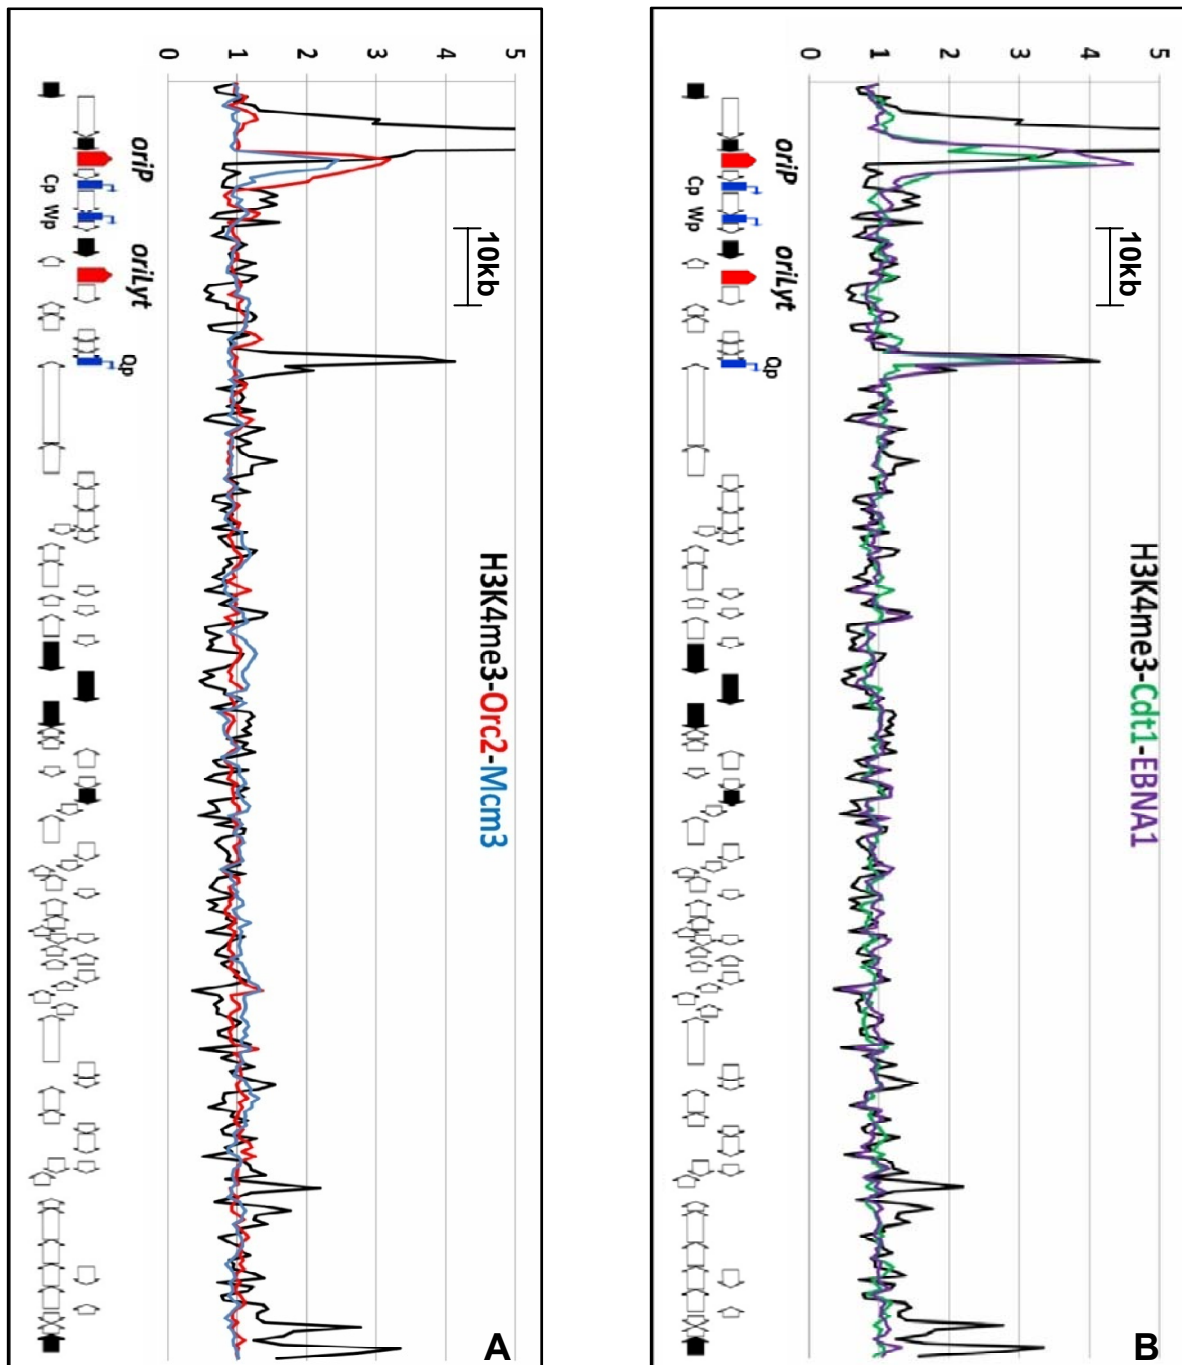 0 1 2 3 4 5
oriP
Cp Wp
oriLyt
Qp
10kb
H3K4me3-Orc2-Mcm3
A
0 1 2 3 4 5
oriP
Cp Wp
oriLyt
Qp
10kb
H3K4me3-Cdt1-EBNA1
B